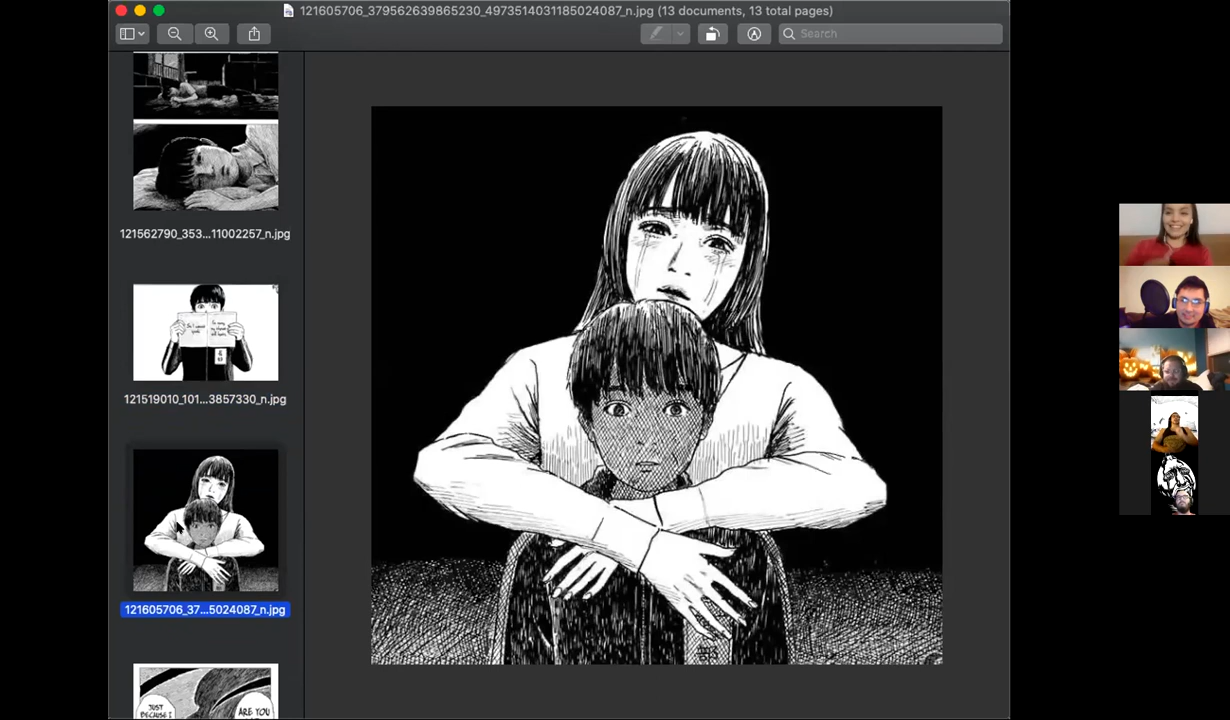 121605706_379562639865230_4973514031185024087_n.jpg (13 documents, 13 total pages)
Search
121562790_353...11002257_n.jpg
121519010_101...3857330_n.jpg
121605706_37...5024087_n.jpg
JUST
BECAUSE I
ARE YOU